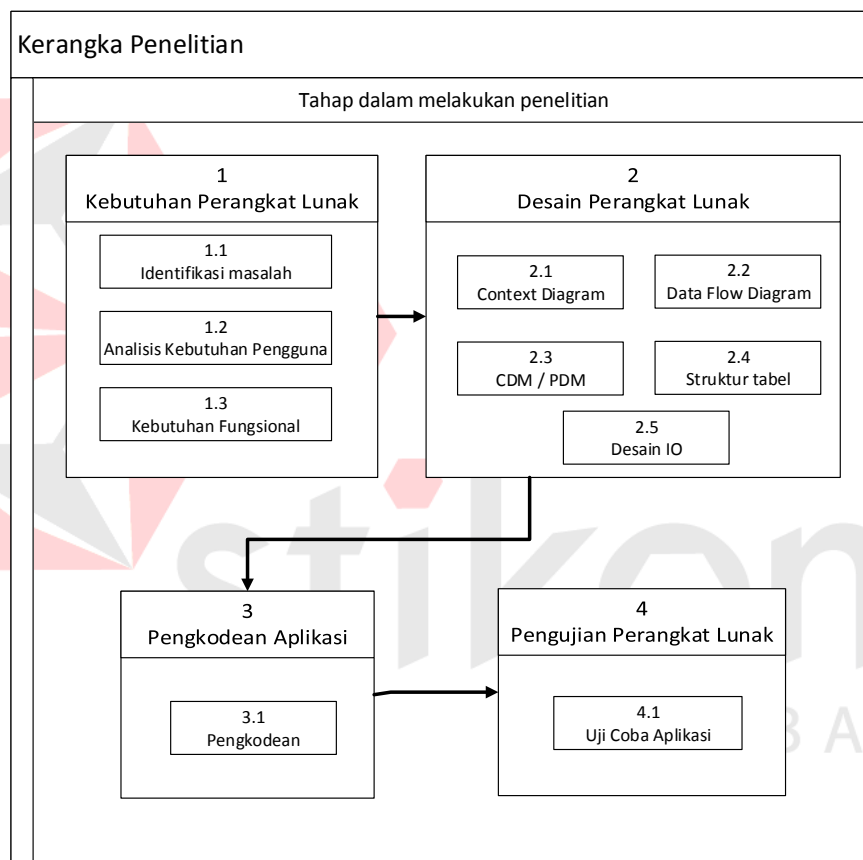 Kerangka Penelitian
Tahap dalam melakukan penelitian
1
Kebutuhan Perangkat Lunak
1.1
Identifikasi masalah
1.2
Analisis Kebutuhan Pengguna
1.3
Kebutuhan Fungsional
2
Desain Perangkat Lunak
2.1
Context Diagram
2.2
Data Flow Diagram
2.3
CDM / PDM
2.4
Struktur tabel
2.5
Desain IO
3
Pengkodean Aplikasi
3.1
Pengkodean
4
Pengujian Perangkat Lunak
4.1
Uji Coba Aplikasi
stikon
B A